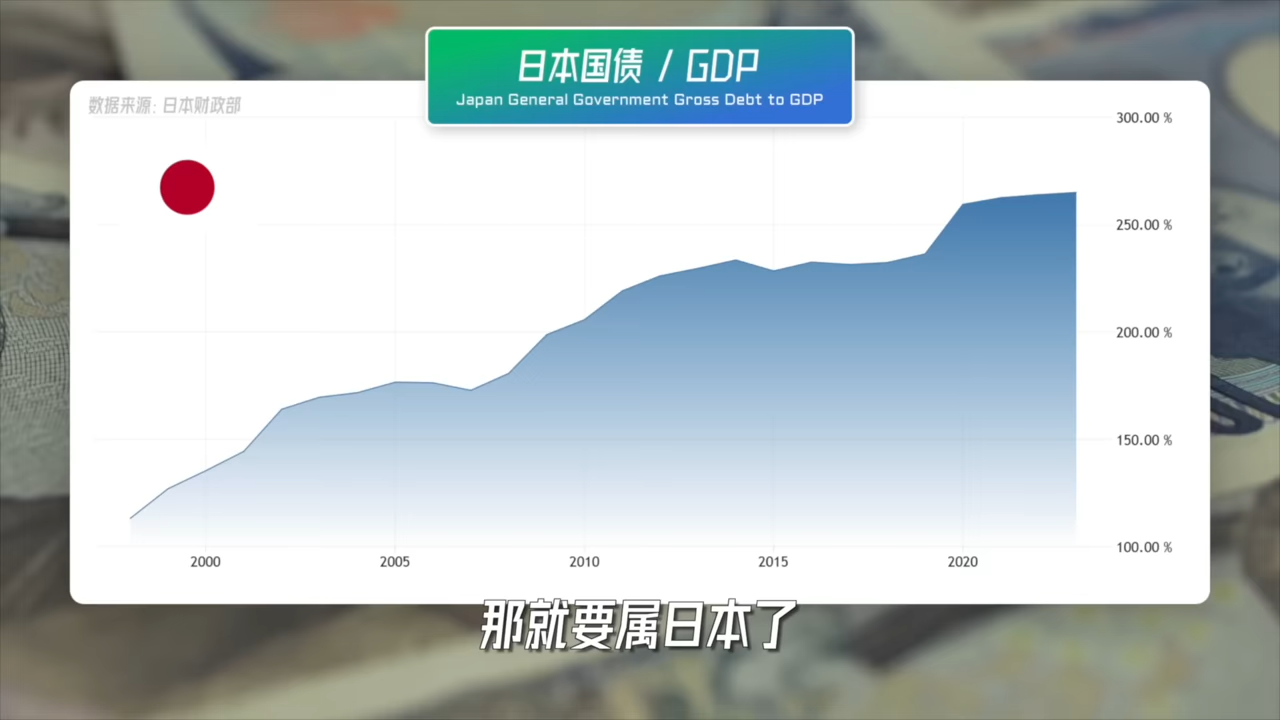 日本国债 / GDP
Japan General Government Gross Debt to GDP
数据来源: 日本财政部
300.00 %
250.00 %
200.00 %
150.00 %
100.00 %
2000
2005
2010
2015
2020
那就要属日本了